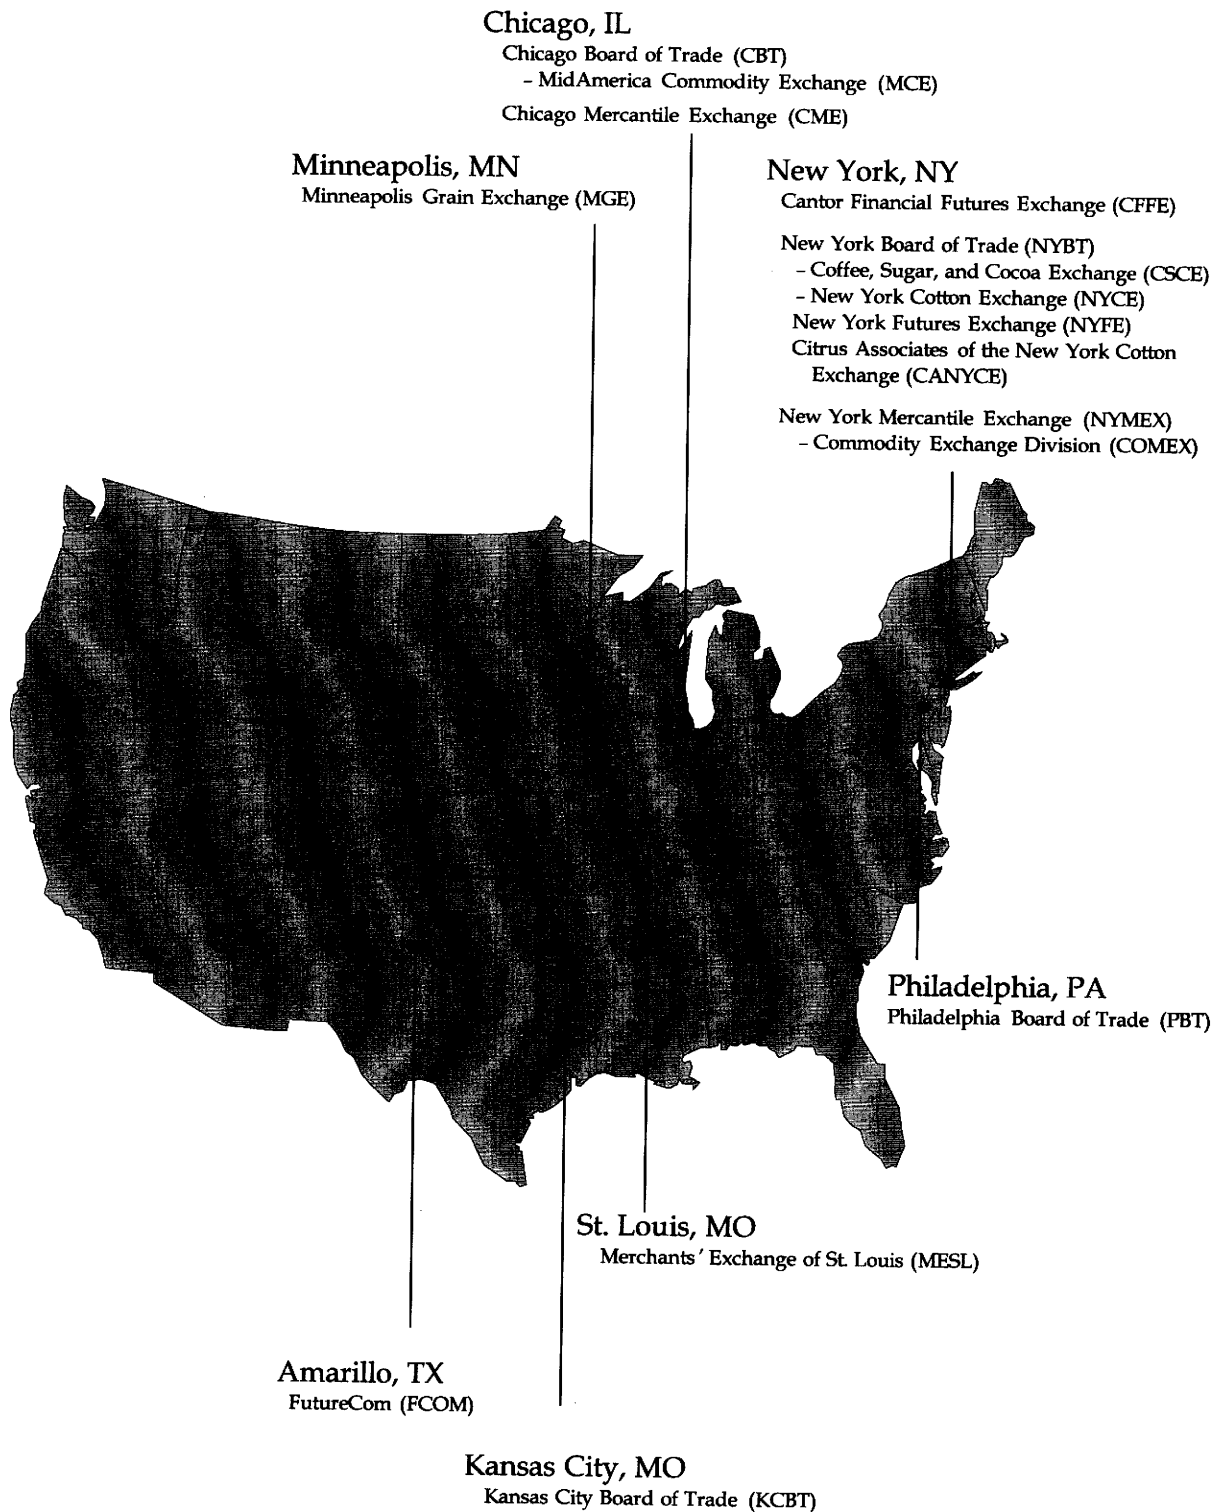 Chicago, IL
Chicago Board of Trade (CBT)
– MidAmerica Commodity Exchange (MCE)
Chicago Mercantile Exchange (CME)
Minneapolis, MN
Minneapolis Grain Exchange (MGE)
New York, NY
Cantor Financial Futures Exchange (CFFE)
New York Board of Trade (NYBT)
– Coffee, Sugar, and Cocoa Exchange (CSCE)
– New York Cotton Exchange (NYCE)
New York Futures Exchange (NYFE)
Citrus Associates of the New York Cotton
Exchange (CANYCE)
New York Mercantile Exchange (NYMEX)
– Commodity Exchange Division (COMEX)
Philadelphia, PA
Philadelphia Board of Trade (PBT)
St. Louis, MO
Merchants' Exchange of St. Louis (MESL)
Amarillo, TX
FutureCom (FCOM)
Kansas City, MO
Kansas City Board of Trade (KCBT)